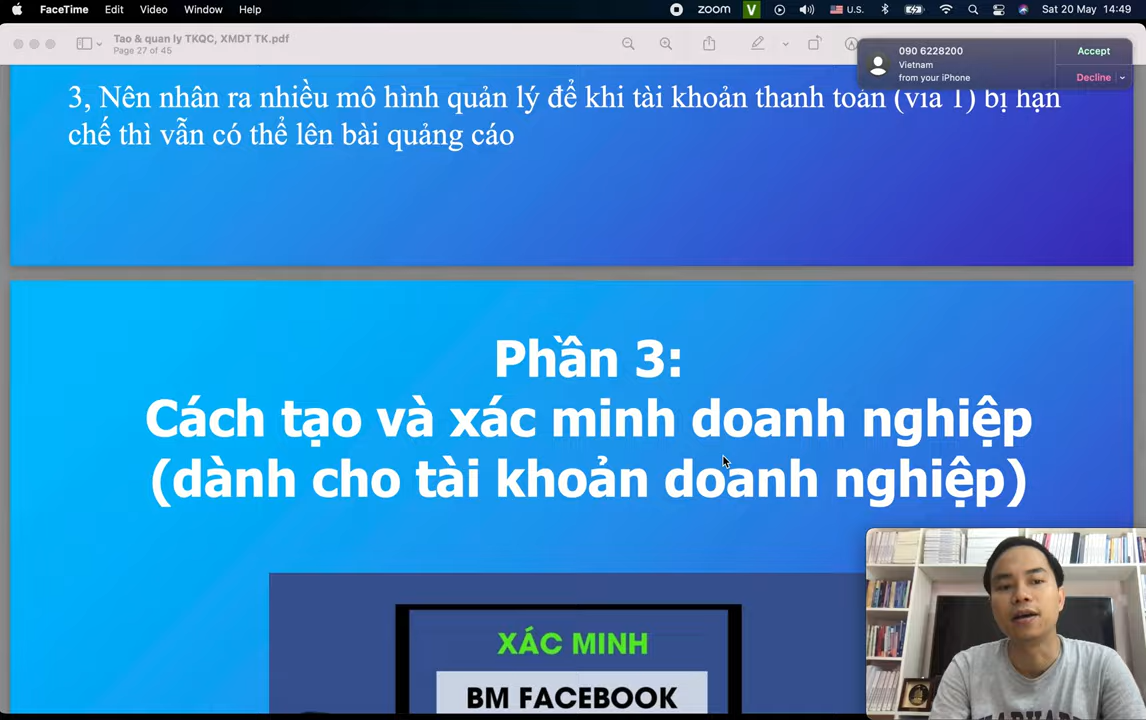 FaceTime Edit Video Window Help zoom V U.S. Sat 20 May 14:49
Tao & quan ly TKQC, XMDT TK.pdf
Page 27 of 45
090 6228200
Vietnam
from your iPhone
Accept
Decline
3, Nên nhân ra nhiều mô hình quản lý để khi tài khoản thanh toán (via 1) bị hạn
chế thì vẫn có thể lên bài quảng cáo
Phần 3:
Cách tạo và xác minh doanh nghiệp
(dành cho tài khoản doanh nghiệp)
XÁC MINH
BM FACEBOOK